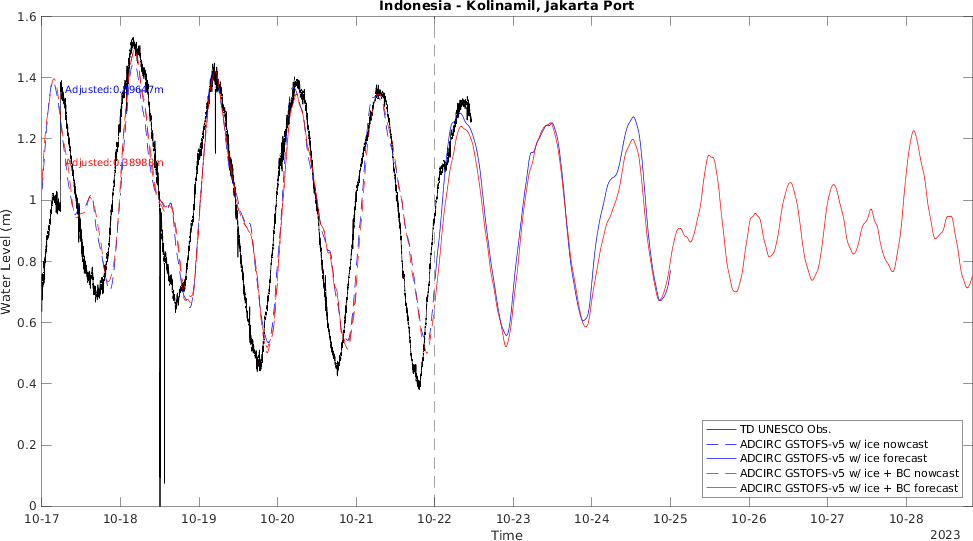 Indonesia - Kolinamil, Jakarta Port
1.6
1.4
1.2
1
0.8
0.6
0.4
0.2
0
Water Level (m)
TD UNESCO Obs.
ADCIRC GSTOFS-v5 w/ ice nowcast
ADCIRC GSTOFS-v5 w/ ice forecast
ADCIRC GSTOFS-v5 w/ ice + BC nowcast
ADCIRC GSTOFS-v5 w/ ice + BC forecast
10-17 10-18 10-19 10-20 10-21 10-22 10-23 10-24 10-25 10-26 10-27 10-28
Time
2023